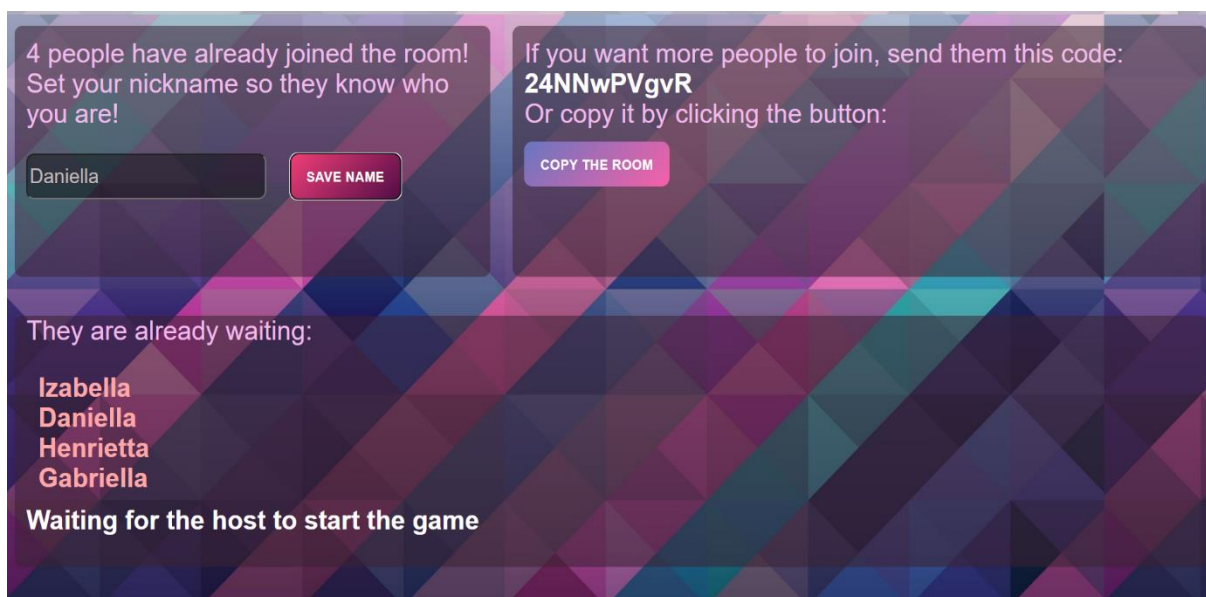 4 people have already joined the room!
Set your nickname so they know who
you are!
Daniella
SAVE NAME
If you want more people to join, send them this code:
24NNwPVgvR
Or copy it by clicking the button:
COPY THE ROOM
They are already waiting:
Izabella
Daniella
Henrietta
Gabriella
Waiting for the host to start the game